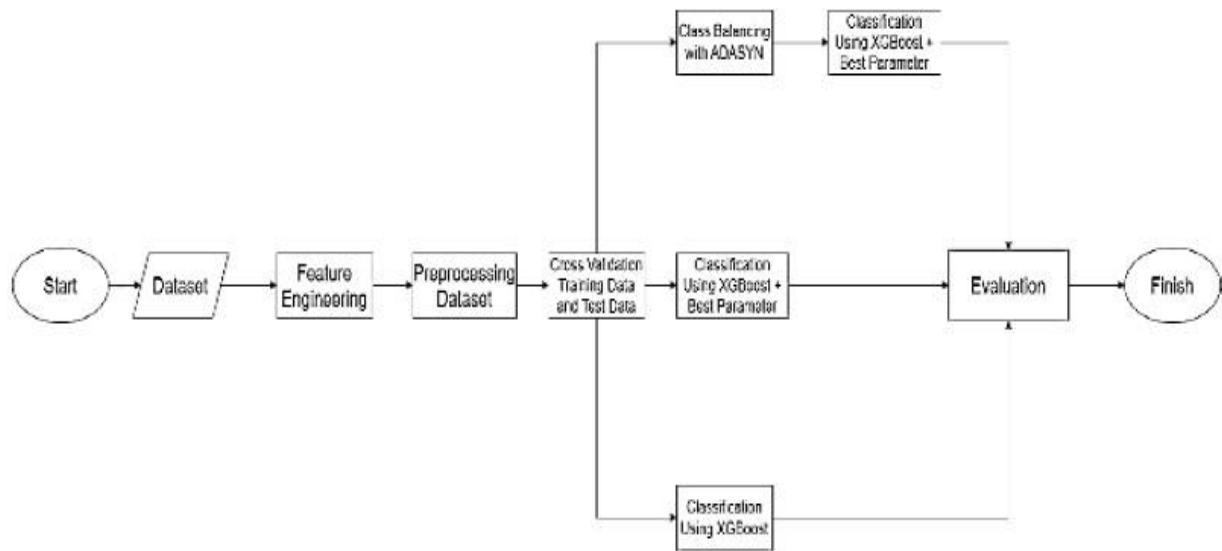 Class Balancing
with ADASYN
Classification
Using XGBoost +
Best Parameter
Start
Dataset
Feature
Engineering
Preprocessing
Dataset
Cross Validation
Training Data
and Test Data
Classification
Using XGBoost +
Best Parameter
Evaluation
Finish
Classification
Using XGBoost